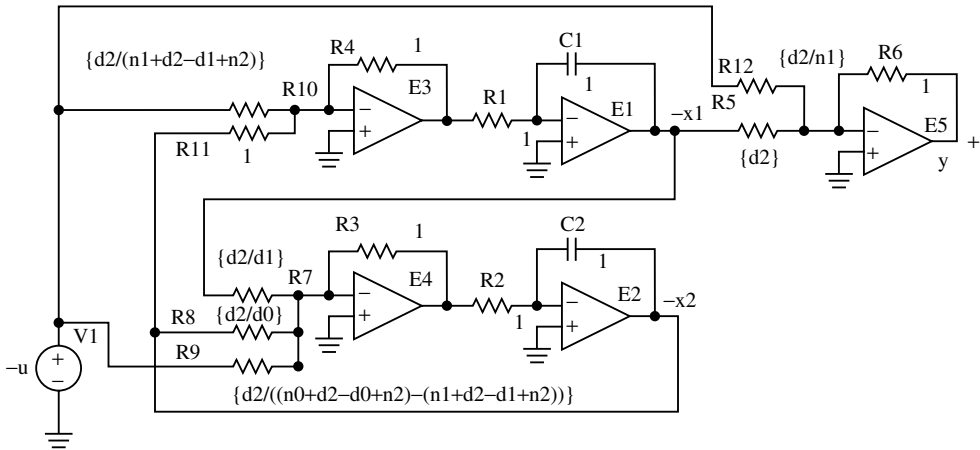 {d2/(n1+d2−d1+n2)}
R4
1
C1
{d2/n1}
R6
R10
E3
R1
1
E1
R12
R5
1
−
+
−
+
−x1
−
+
E5
+
R11
1
1
{d2}
y
{d2/d1}
R3
1
C2
R7
E4
R2
1
E2
−x2
R8
{d2/d0}
−
+
1
−
+
V1
R9
−u
+
−
{d2/((n0+d2−d0+n2)−(n1+d2−d1+n2))}